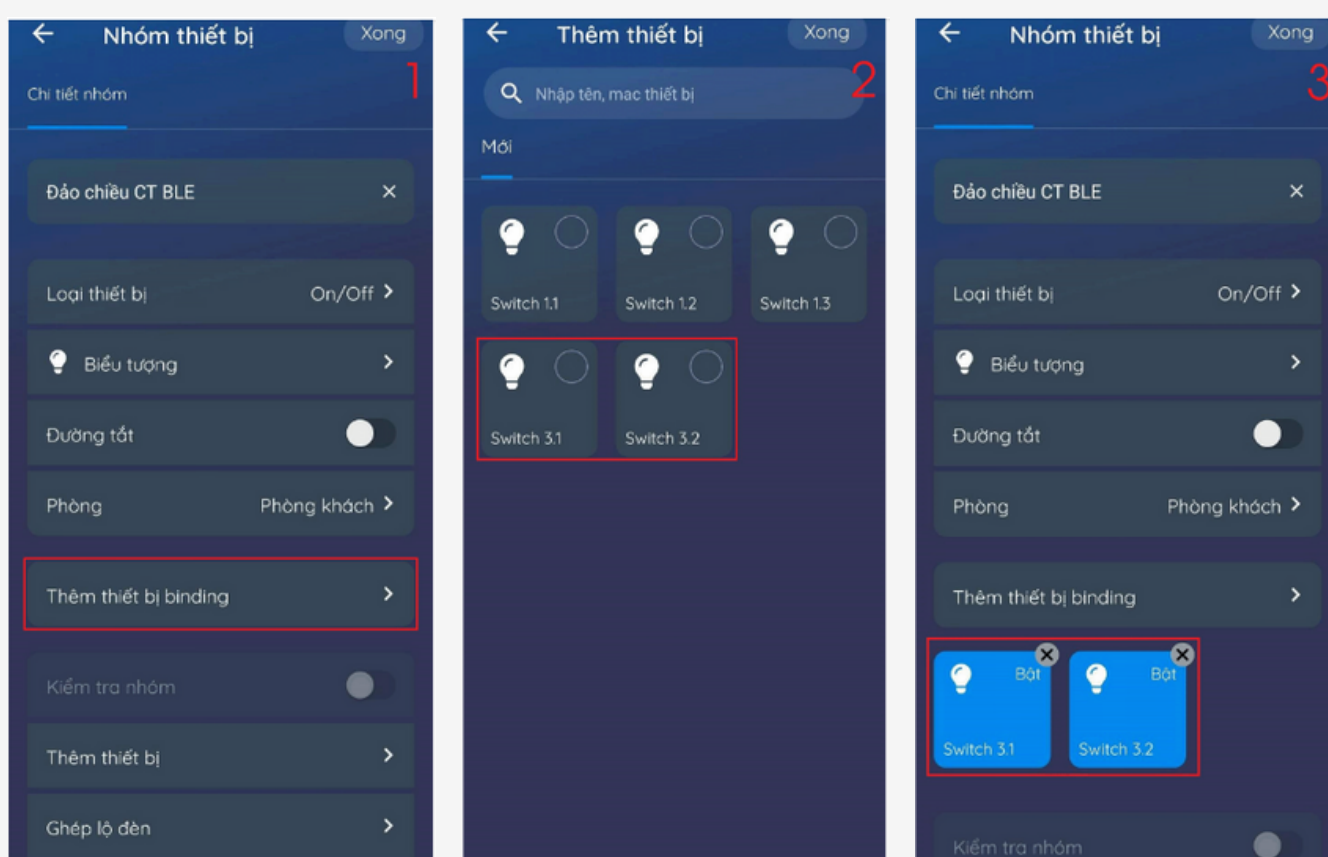 Nhóm thiết bị
Xong
1
Chi tiết nhóm
Đảo chiều CT BLE
Loại thiết bị
On/Off
Biểu tượng
Đường tắt
Phòng
Phòng khách
Thêm thiết bị binding
Kiểm tra nhóm
Thêm thiết bị
Ghép lộ đèn
Thêm thiết bị
Xong
2
Nhập tên, mac thiết bị
Mới
Switch 1.1
Switch 1.2
Switch 1.3
Switch 3.1
Switch 3.2
Nhóm thiết bị
Xong
3
Chi tiết nhóm
Đảo chiều CT BLE
Loại thiết bị
On/Off
Biểu tượng
Đường tắt
Phòng
Phòng khách
Thêm thiết bị binding
Bật
Bật
Switch 3.1
Switch 3.2
Kiểm tra nhóm